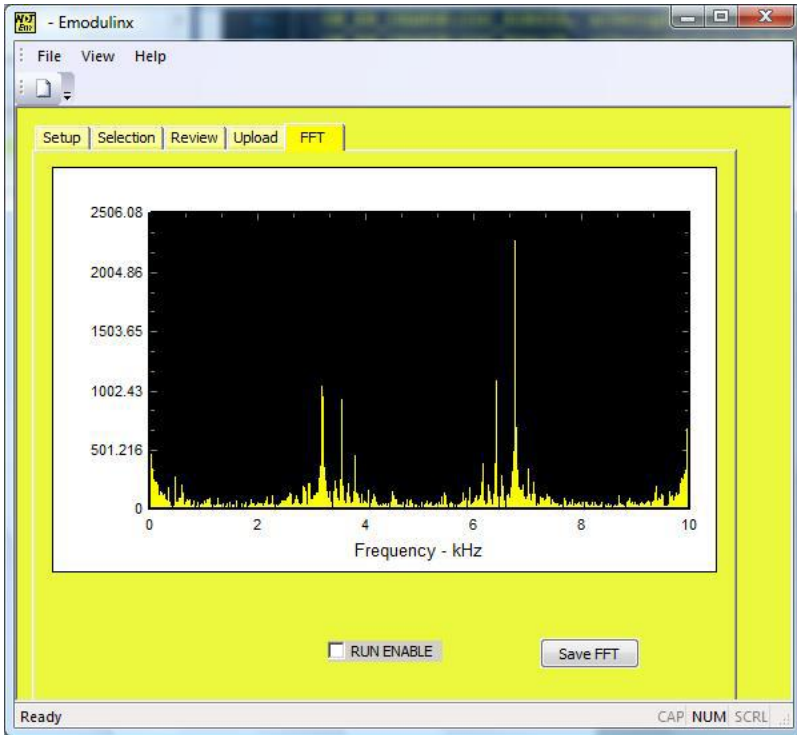 - Emodulinx
File View Help
Setup Selection Review Upload FFT
2506.08
2004.86
1503.65
1002.43
501.216
0
0 2 4 6 8 10
Frequency - kHz
RUN ENABLE
Save FFT
Ready CAP NUM SCRL